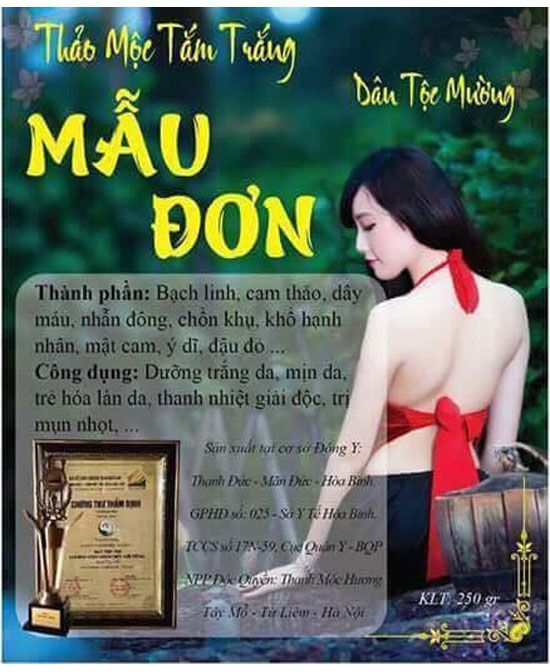 Thảo Mộc Tắm Trắng
Dân Tộc Mường
MẪU
ĐƠN
Thành phần: Bạch linh, cam thảo, dây
máu, nhẫn đông, chồn khụ, khổ hạnh
nhân, mật cam, ý dĩ, đậu đo ...
Công dụng: Dưỡng trắng da, mịn da,
trẻ hóa làn da, thanh nhiệt giải độc, trị
mụn nhọt, ...
Sản xuất tại cơ sở Đông Y:
Thanh Đức - Mãn Đức - Hòa Bình.
GPHĐ số: 025 - Sở Y Tế Hòa Bình.
TCCS số 17N-59, Cục Quân Y - BQP
NPP Độc Quyền: Thanh Mộc Hương
Tây Mỗ - Từ Liêm - Hà Nội
CHỨNG THƯ THẨM ĐỊNH
KLT: 250 gr